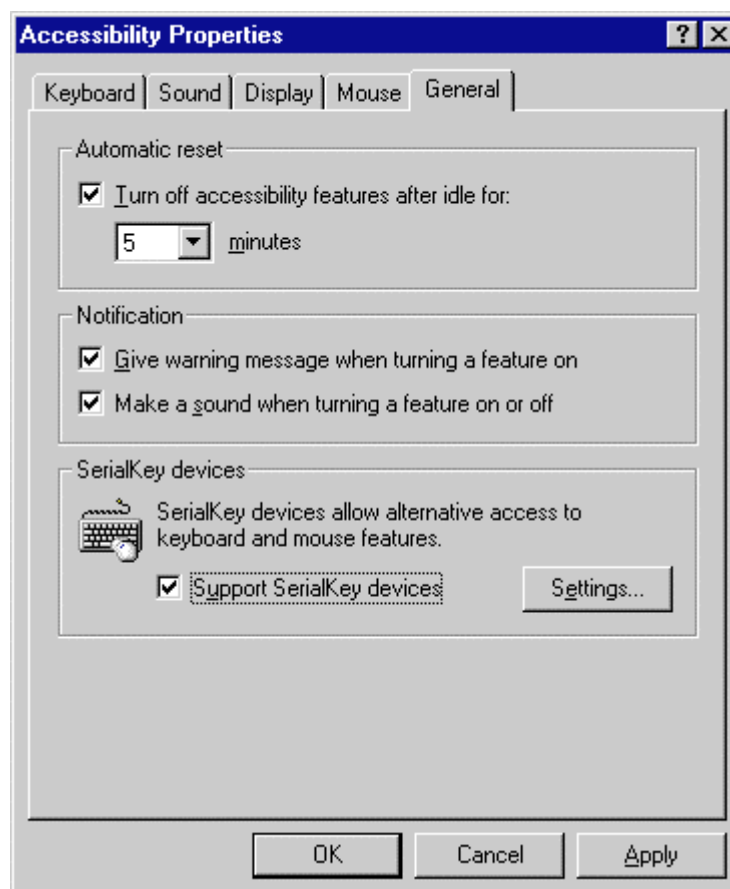 Accessibility Properties
Keyboard Sound Display Mouse General
Automatic reset
Turn off accessibility features after idle for:
5 minutes
Notification
Give warning message when turning a feature on
Make a sound when turning a feature on or off
SerialKey devices
SerialKey devices allow alternative access to
keyboard and mouse features.
Support SerialKey devices Settings...
OK Cancel Apply